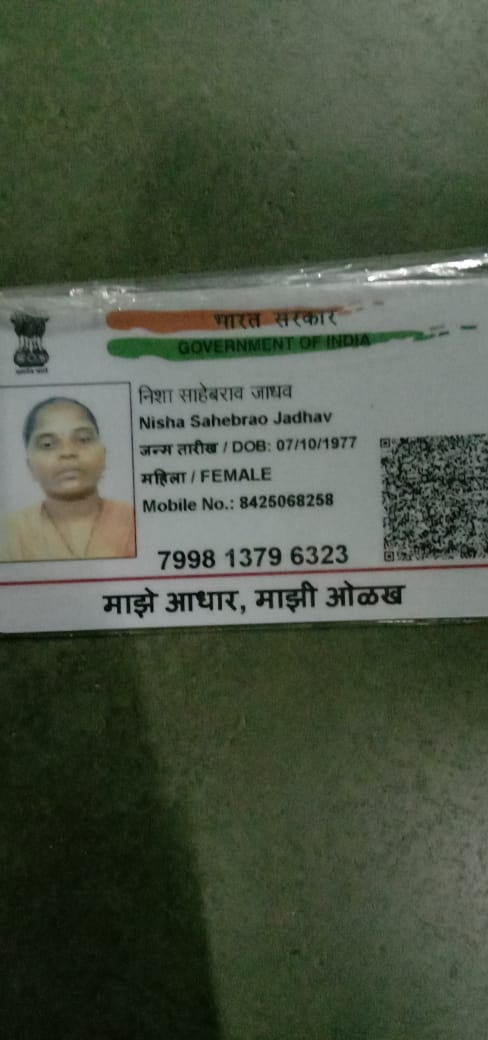 भारत सरकार
GOVERNMENT OF INDIA
निशा साहेबराव जाधव
Nisha Sahebrao Jadhav
जन्म तारीख / DOB: 07/10/1977
महिला / FEMALE
Mobile No.: 8425068258
7998 1379 6323
माझे आधार, माझी ओळख